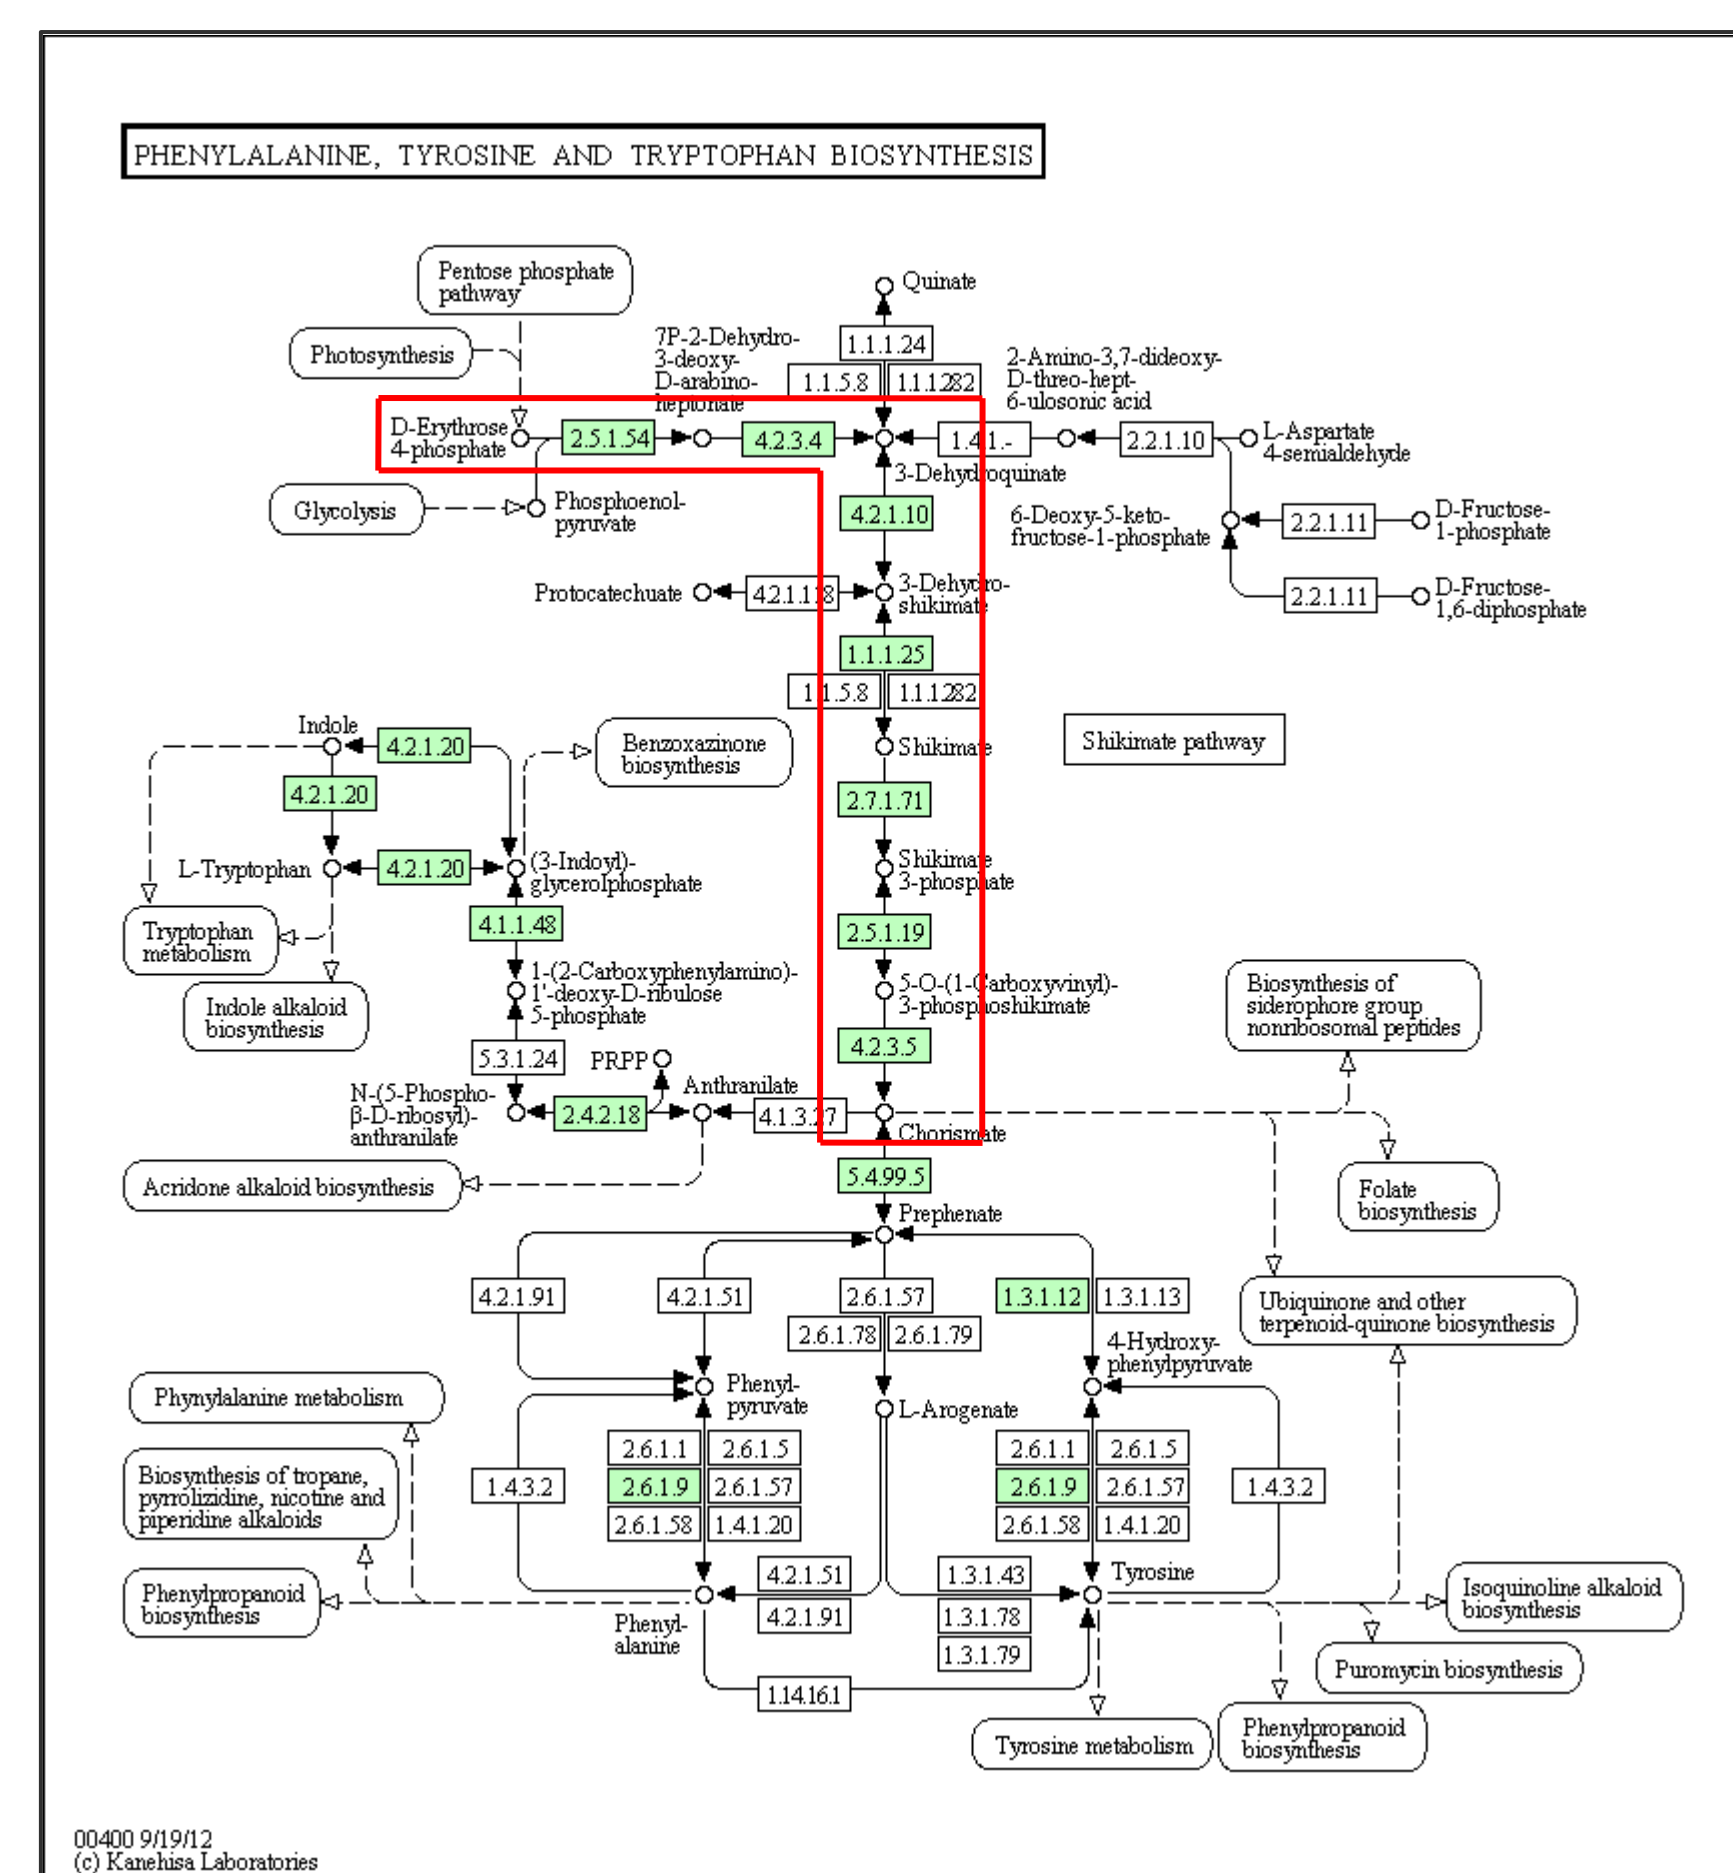 PHENYLALANINE, TYROSINE AND TRYPTOPHAN BIOSYNTHESIS
Pentose phosphate
pathway
Quinate
Photosynthesis
7P-2-Dehydro-
3-deoxy-
D-arabino-
heptonate
1.1.1.24
1.1.5.8
1.1.1.282
2-Amino-3,7-dideoxy-
D-threo-hept-
6-ulosonic acid
D-Erythrose
4-phosphate
2.5.1.54
4.2.3.4
1.4.1.-
2.2.1.10
L-Aspartate
4-semialdehyde
3-Dehydroquinate
Glycolysis
Phosphoenol-
pyruvate
4.2.1.10
6-Deoxy-5-keto-
fructose-1-phosphate
2.2.1.11
D-Fructose-
1-phosphate
Protocatechuate
4.2.1.118
3-Dehydro-
shikimate
2.2.1.11
D-Fructose-
1,6-diphosphate
1.1.1.25
1.1.5.8
1.1.1.282
Indole
4.2.1.20
Benzoxazinone
biosynthesis
Shikimate
Shikimate pathway
4.2.1.20
2.7.1.71
L-Tryptophan
4.2.1.20
(3-Indoyl)-
glycerolphosphate
Shikimate
3-phosphate
4.1.1.48
2.5.1.19
Tryptophan
metabolism
1-(2-Carboxyphenylamino)-
1'-deoxy-D-ribulose
5-phosphate
5-O-(1-Carboxyvinyl)-
3-phosphoshikimate
Biosynthesis of
siderophore group
nonribosomal peptides
Indole alkaloid
biosynthesis
5.3.1.24
PRPP
4.2.3.5
N-(5-Phospho-
β-D-ribosyl)-
anthranilate
2.4.2.18
Anthranilate
4.1.3.27
Chorismate
Acridone alkaloid biosynthesis
5.4.99.5
Folate
biosynthesis
Prephenate
4.2.1.91
4.2.1.51
2.6.1.57
1.3.1.12
1.3.1.13
2.6.1.78
2.6.1.79
Ubiquinone and other
terpenoid-quinone biosynthesis
4-Hydroxy-
phenylpyruvate
Phynylalanine metabolism
Phenyl-
pyruvate
L-Arogenate
2.6.1.1
2.6.1.5
2.6.1.1
2.6.1.5
Biosynthesis of tropane,
pyrrolizidine, nicotine and
piperidine alkaloids
1.4.3.2
2.6.1.9
2.6.1.57
2.6.1.9
2.6.1.57
1.4.3.2
2.6.1.58
1.4.1.20
2.6.1.58
1.4.1.20
Phenylpropanoid
biosynthesis
4.2.1.51
1.3.1.43
Tyrosine
Isoquinoline alkaloid
biosynthesis
Phenyl-
alanine
4.2.1.91
1.3.1.78
1.3.1.79
Puromycin biosynthesis
1.14.16.1
Tyrosine metabolism
Phenylpropanoid
biosynthesis
00400 9/19/12
(c) Kanehisa Laboratories